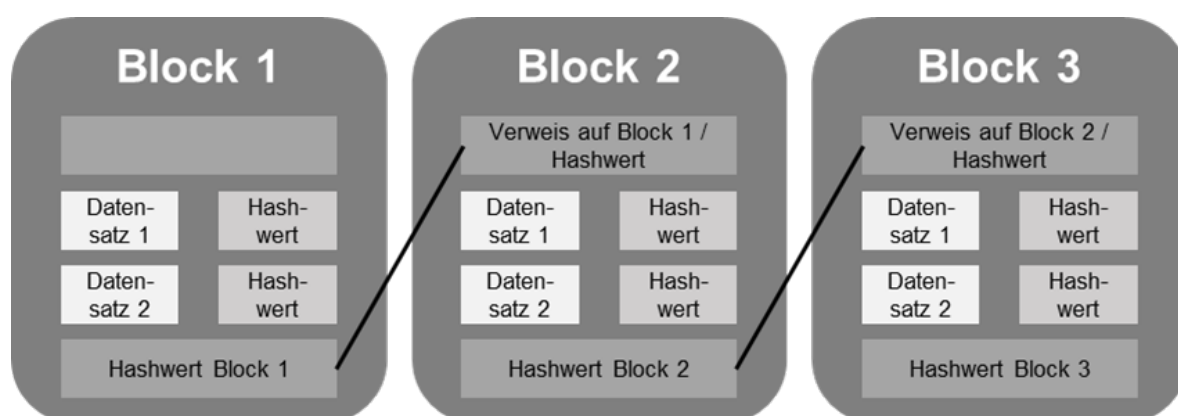 Block 1
Daten-
satz 1
Hash-
wert
Daten-
satz 2
Hash-
wert
Hashwert Block 1
Block 2
Verweis auf Block 1 /
Hashwert
Daten-
satz 1
Hash-
wert
Daten-
satz 2
Hash-
wert
Hashwert Block 2
Block 3
Verweis auf Block 2 /
Hashwert
Daten-
satz 1
Hash-
wert
Daten-
satz 2
Hash-
wert
Hashwert Block 3